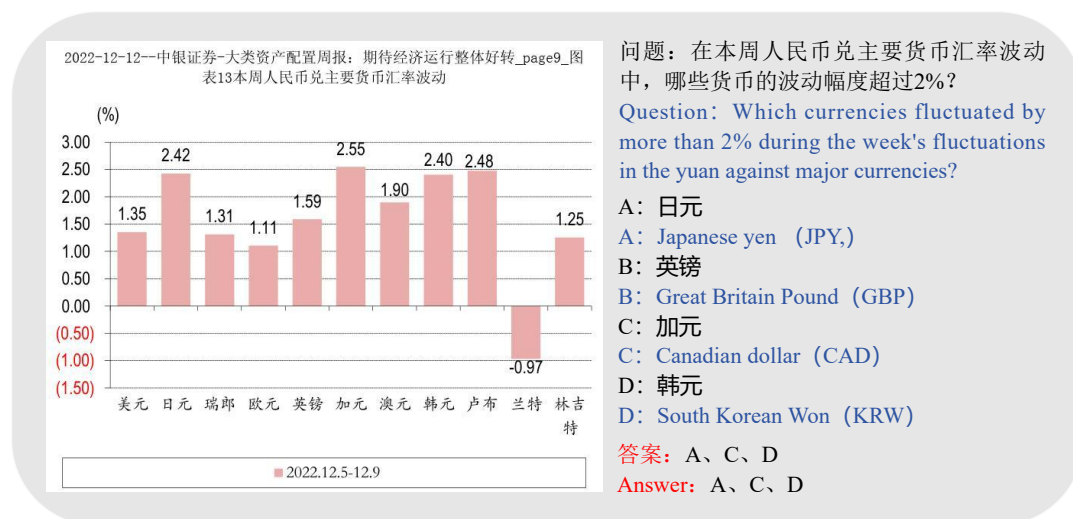 2022-12-12--中银证券-大类资产配置周报：期待经济运行整体好转_page9_图
表13本周人民币兑主要货币汇率波动
(%)
3.00
2.50
2.00
1.50
1.00
0.50
0.00
(0.50)
(1.00)
(1.50)
1.35
2.42
1.31
1.11
1.59
2.55
1.90
2.40
2.48
-0.97
1.25
美元 日元 瑞郎 欧元 英镑 加元 澳元 韩元 卢布 兰特 林吉
特
2022.12.5-12.9
问题：在本周人民币兑主要货币汇率波动
中，哪些货币的波动幅度超过2%？
Question：Which currencies fluctuated by
more than 2% during the week's fluctuations
in the yuan against major currencies?
A：日元
A：Japanese yen （JPY,）
B：英镑
B：Great Britain Pound（GBP）
C：加元
C：Canadian dollar（CAD）
D：韩元
D：South Korean Won（KRW）
答案：A、C、D
Answer：A、C、D